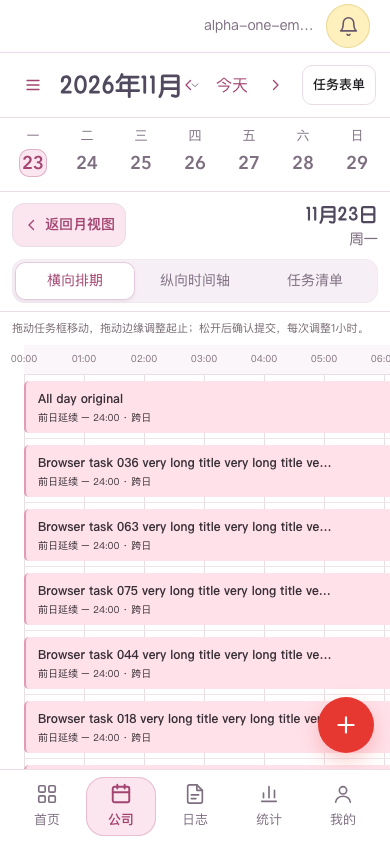 alpha-one-em...
2026年11月
今天
任务表单
一 二 三 四 五 六 日
23 24 25 26 27 28 29
返回月视图
11月23日
周一
横向排期 纵向时间轴 任务清单
拖动任务框移动，拖动边缘调整起止；松开后确认提交，每次调整1小时。
00:00 01:00 02:00 03:00 04:00 05:00 06:0
All day original
前日延续 — 24:00 · 跨日
Browser task 036 very long title very long title ve...
前日延续 — 24:00 · 跨日
Browser task 063 very long title very long title ve...
前日延续 — 24:00 · 跨日
Browser task 075 very long title very long title ve...
前日延续 — 24:00 · 跨日
Browser task 044 very long title very long title ve...
前日延续 — 24:00 · 跨日
Browser task 018 very long title very long title ve
前日延续 — 24:00 · 跨日
首页 公司 日志 统计 我的